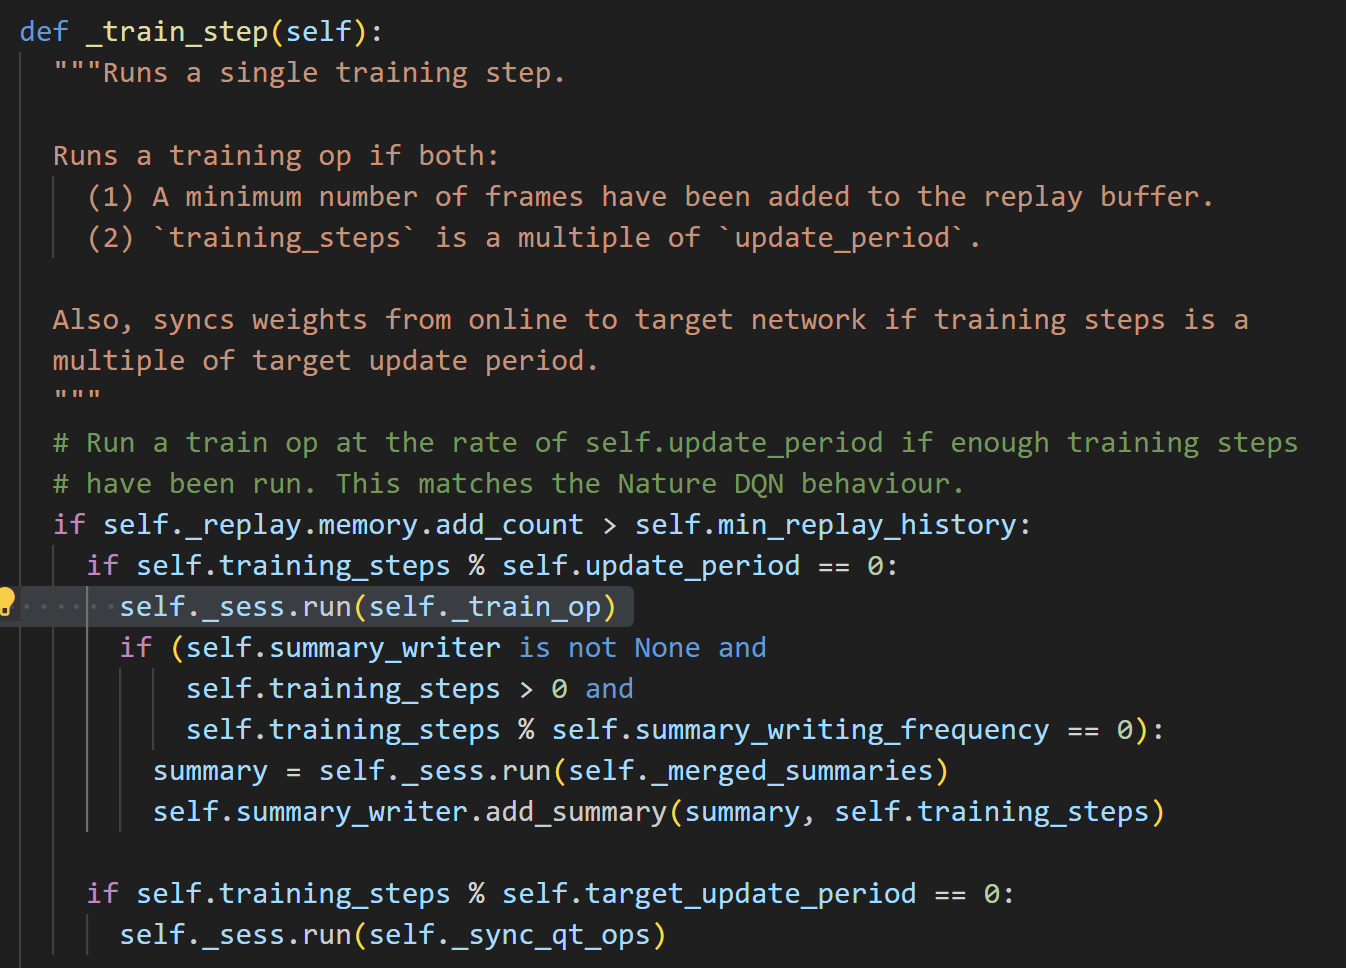 def _train_step(self):
"""Runs a single training step.
Runs a training op if both:
(1) A minimum number of frames have been added to the replay buffer.
(2) `training_steps` is a multiple of `update_period`.
Also, syncs weights from online to target network if training steps is a
multiple of target update period.
"""
# Run a train op at the rate of self.update_period if enough training steps
# have been run. This matches the Nature DQN behaviour.
if self._replay.memory.add_count > self.min_replay_history:
if self.training_steps % self.update_period == 0:
self._sess.run(self._train_op)
if (self.summary_writer is not None and
self.training_steps > 0 and
self.training_steps % self.summary_writing_frequency == 0):
summary = self._sess.run(self._merged_summaries)
self.summary_writer.add_summary(summary, self.training_steps)
if self.training_steps % self.target_update_period == 0:
self._sess.run(self._sync_qt_ops)